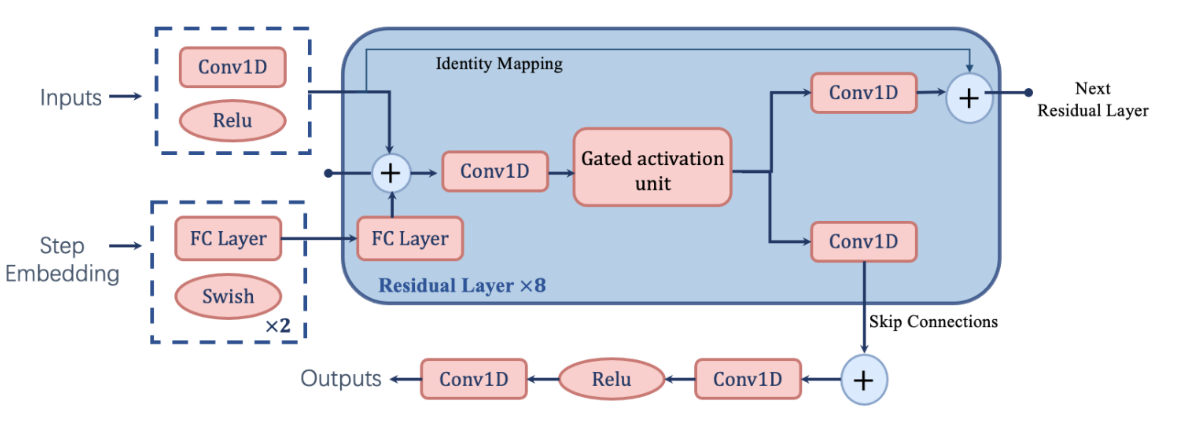 Inputs
Conv1D
Relu
Step
Embedding
FC Layer
Swish
×2
Identity Mapping
+
FC Layer
Conv1D
Gated activation
unit
Conv1D
+
Next
Residual Layer
Conv1D
Residual Layer ×8
Skip Connections
+
Conv1D
Relu
Conv1D
Outputs